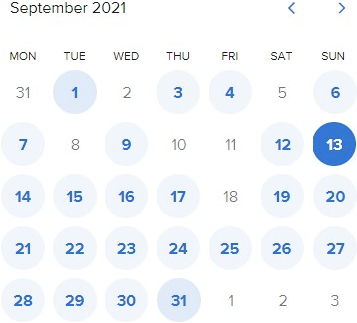 September 2021
MON TUE WED THU FRI SAT SUN
31 1 2 3 4 5 6
7 8 9 10 11 12 13
14 15 16 17 18 19 20
21 22 23 24 25 26 27
28 29 30 31 1 2 3